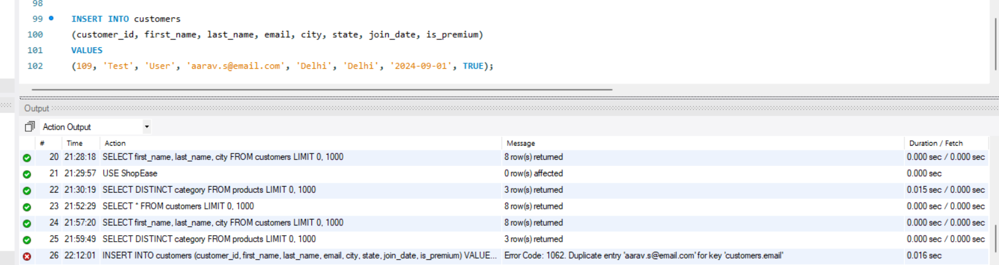 98
99 INSERT INTO customers
100 (customer_id, first_name, last_name, email, city, state, join_date, is_premium)
101 VALUES
102 (109, 'Test', 'User', 'aarav.s@email.com', 'Delhi', 'Delhi', '2024-09-01', TRUE);
Output
Action Output
# Time Action Message Duration / Fetch
20 21:28:18 SELECT first_name, last_name, city FROM customers LIMIT 0, 1000 8 row(s) returned 0.000 sec / 0.000 sec
21 21:29:57 USE ShopEase 0 row(s) affected 0.000 sec
22 21:30:19 SELECT DISTINCT category FROM products LIMIT 0, 1000 3 row(s) returned 0.015 sec / 0.000 sec
23 21:52:29 SELECT * FROM customers LIMIT 0, 1000 8 row(s) returned 0.000 sec / 0.000 sec
24 21:57:20 SELECT first_name, last_name, city FROM customers LIMIT 0, 1000 8 row(s) returned 0.000 sec / 0.000 sec
25 21:59:49 SELECT DISTINCT category FROM products LIMIT 0, 1000 3 row(s) returned 0.000 sec / 0.000 sec
26 22:12:01 INSERT INTO customers (customer_id, first_name, last_name, email, city, state, join_date, is_premium) VALUE... Error Code: 1062. Duplicate entry 'aarav.s@email.com' for key 'customers.email' 0.016 sec